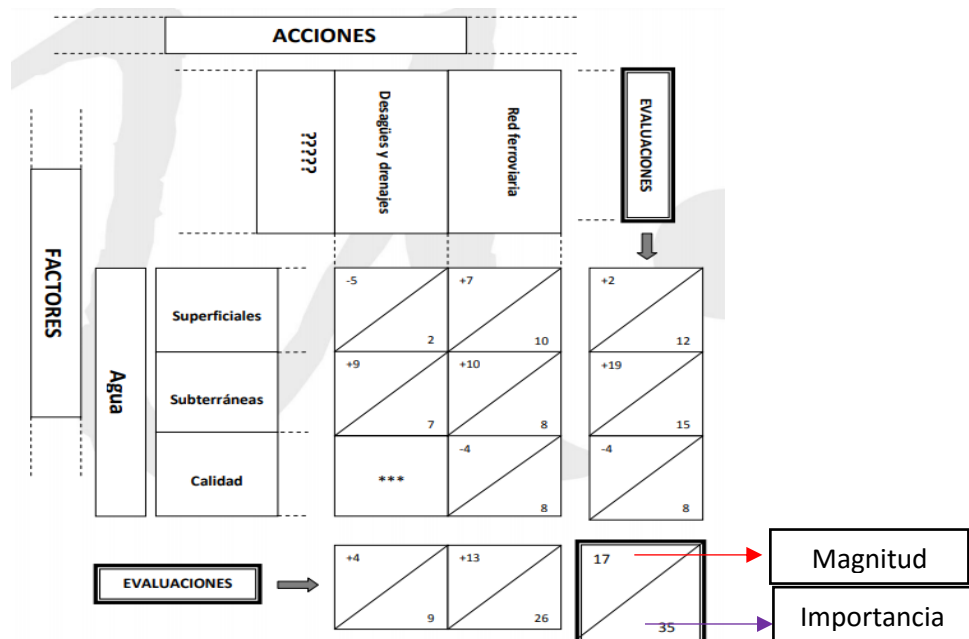 ACCIONES
?????
Desagües y drenajes
Red ferroviaria
EVALUACIONES
FACTORES
Agua
Superficiales
-5
2
+7
10
+2
12
Subterráneas
+9
7
+10
8
+19
15
Calidad
***
-4
8
-4
8
EVALUACIONES
+4
9
+13
26
17
35
Magnitud
Importancia